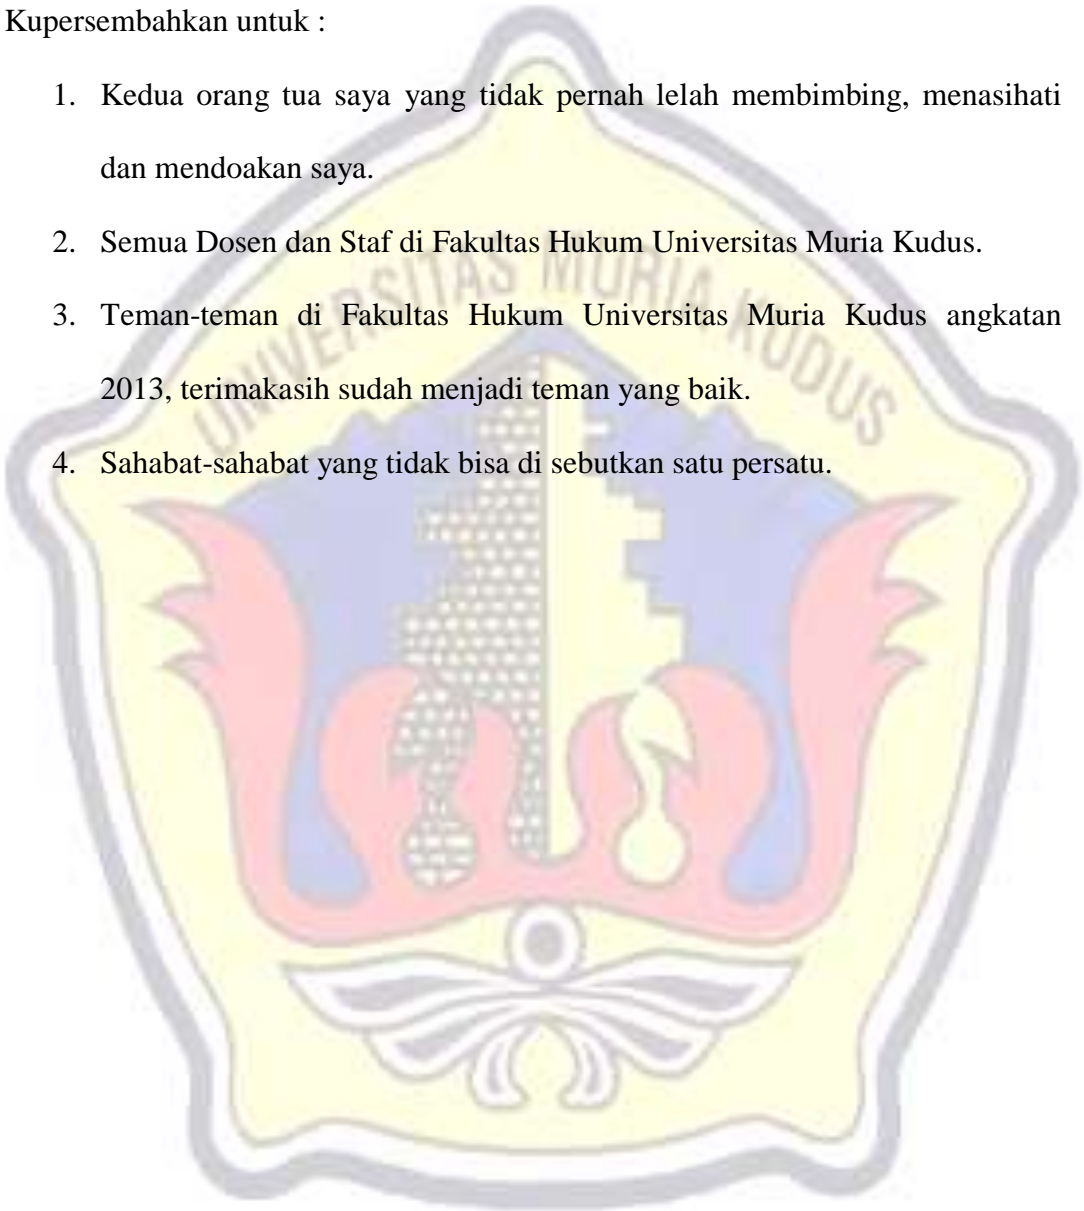 Kupersembahkan untuk :
1. Kedua orang tua saya yang tidak pernah lelah membimbing, menasihati
dan mendoakan saya.
2. Semua Dosen dan Staf di Fakultas Hukum Universitas Muria Kudus.
3. Teman-teman di Fakultas Hukum Universitas Muria Kudus angkatan
2013, terimakasih sudah menjadi teman yang baik.
4. Sahabat-sahabat yang tidak bisa di sebutkan satu persatu.
UNIVERSITAS MURIA KUDUS